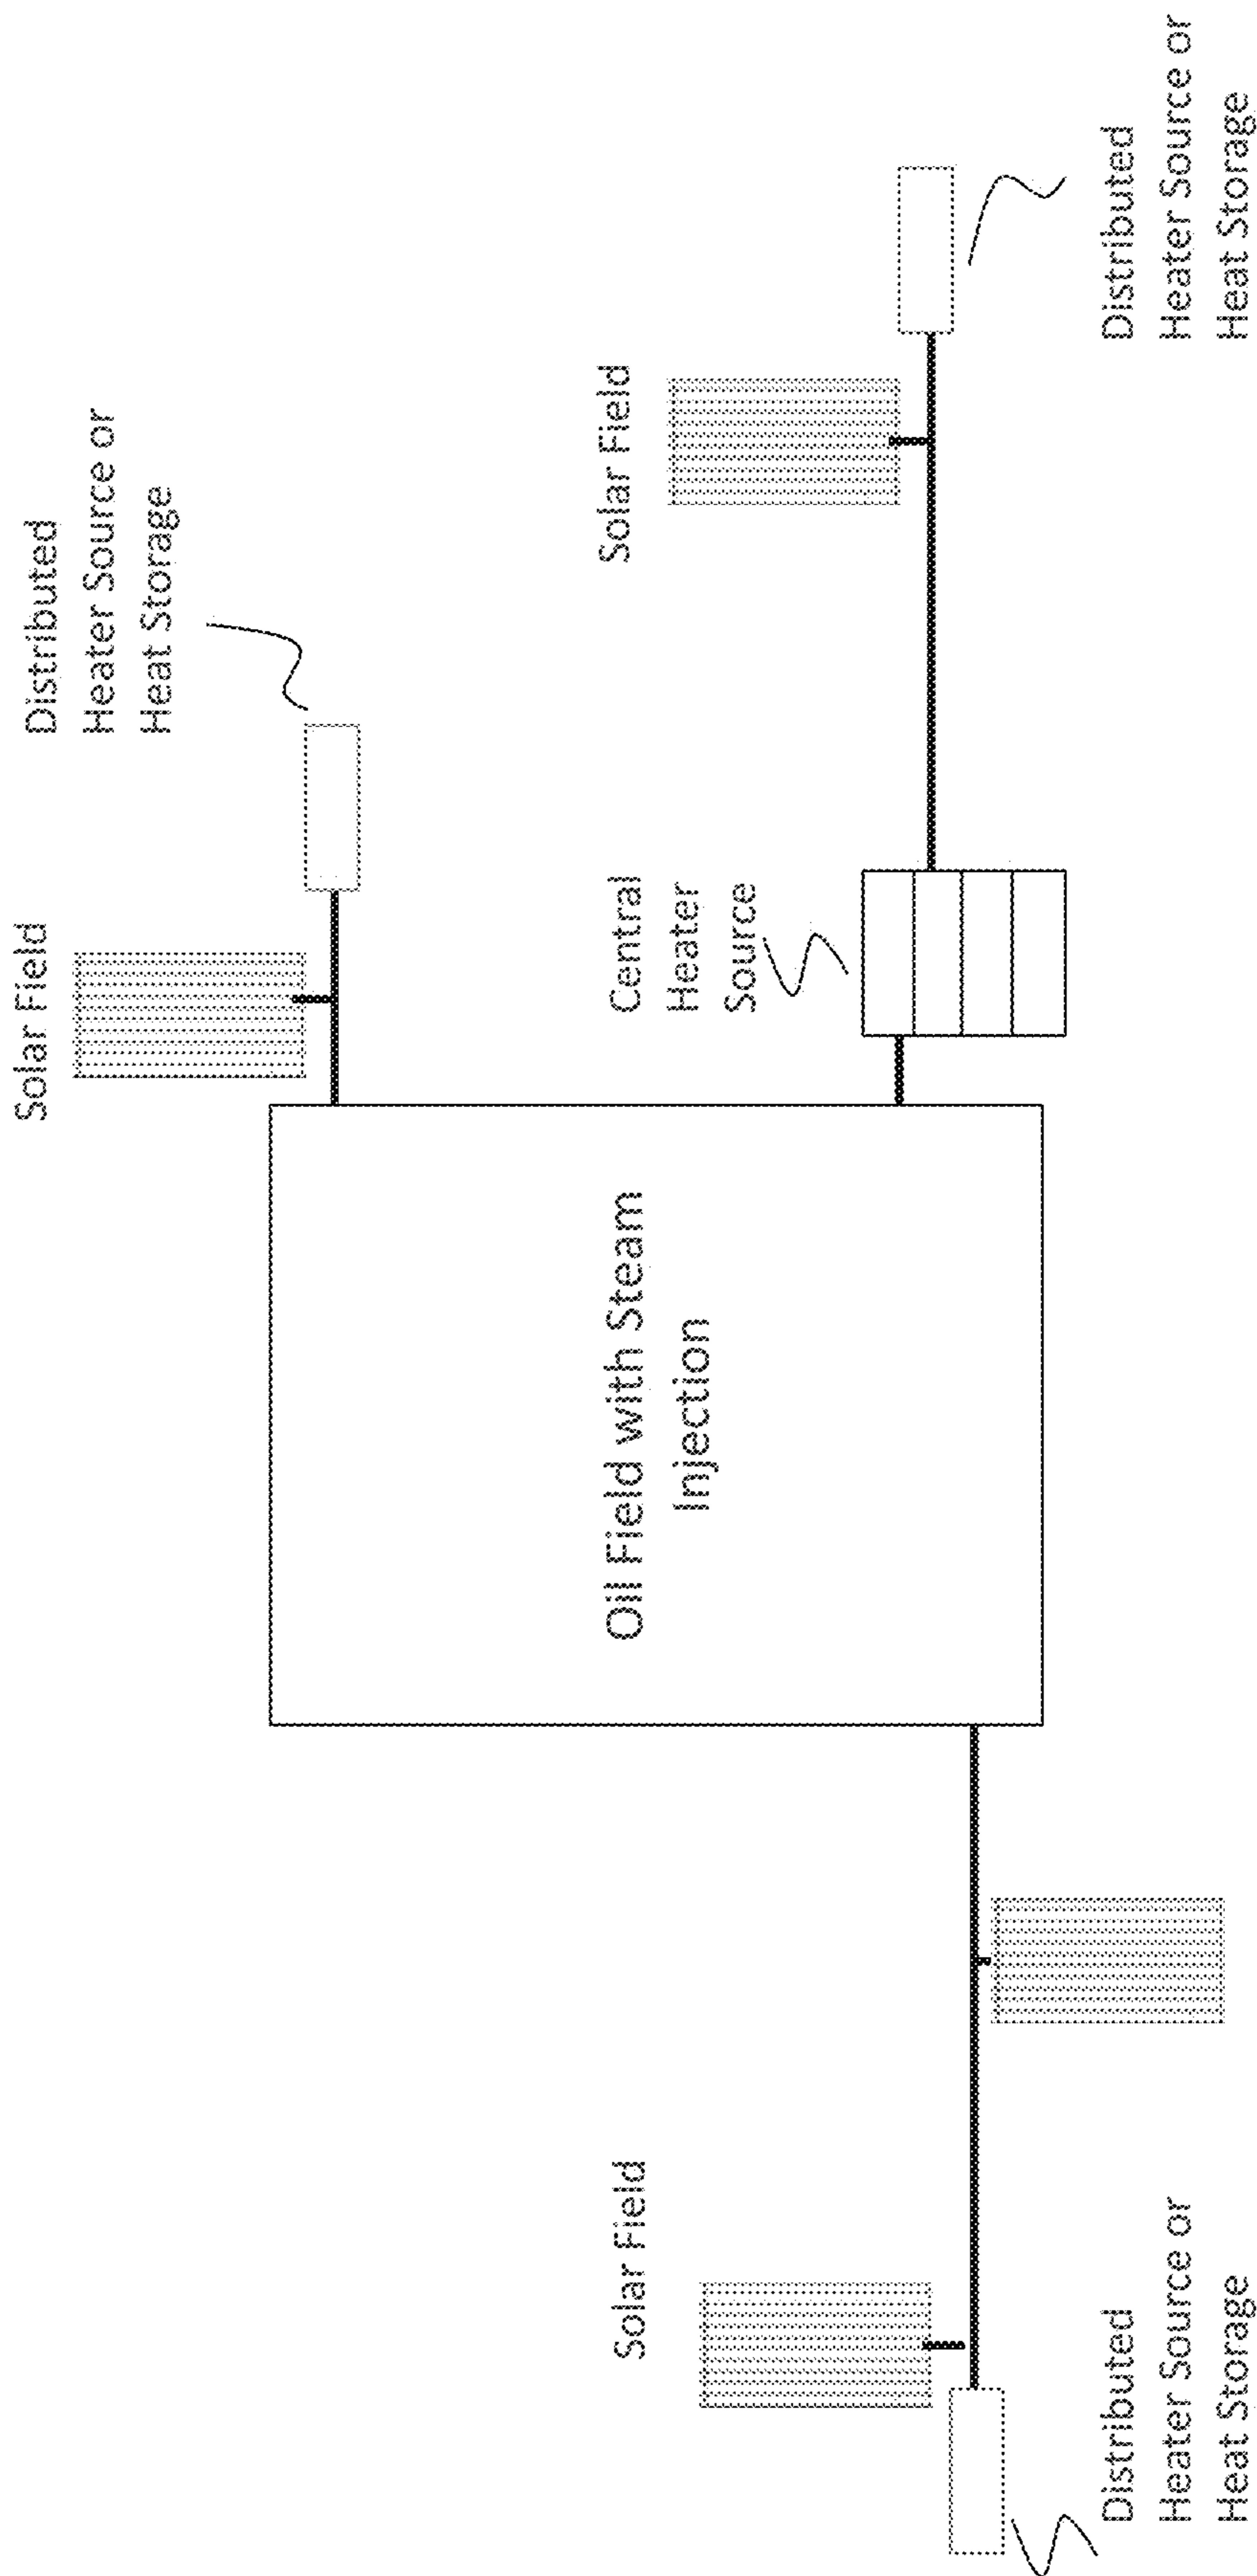 Solar Field
Distributed
Heater Source or
Heat Storage
Oil Field with Steam
Injection
Solar Field
Central
Heater
Source
Solar Field
Distributed
Heater Source or
Heat Storage
Distributed
Heater Source or
Heat Storage